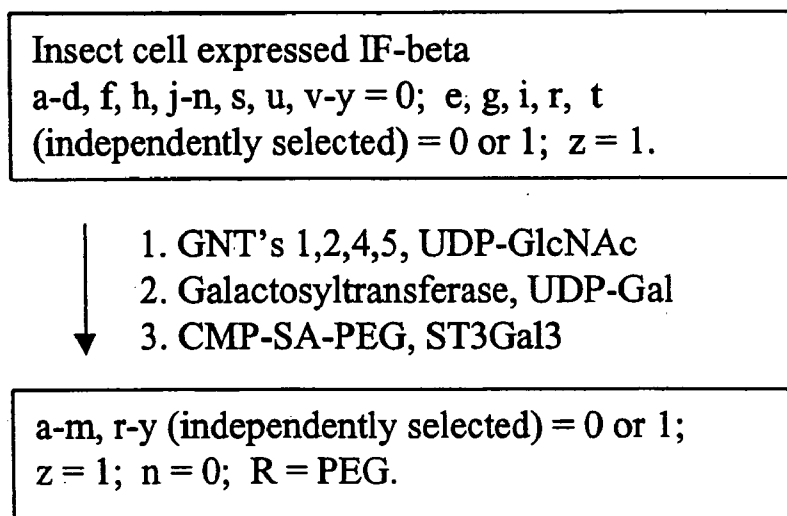 Insect cell expressed IF-beta
a-d, f, h, j-n, s, u, v-y = 0; e, g, i, r, t
(independently selected) = 0 or 1; z = 1.
1. GNT's 1,2,4,5, UDP-GlcNAc
2. Galactosyltransferase, UDP-Gal
3. CMP-SA-PEG, ST3Gal3
a-m, r-y (independently selected) = 0 or 1;
z = 1; n = 0; R = PEG.